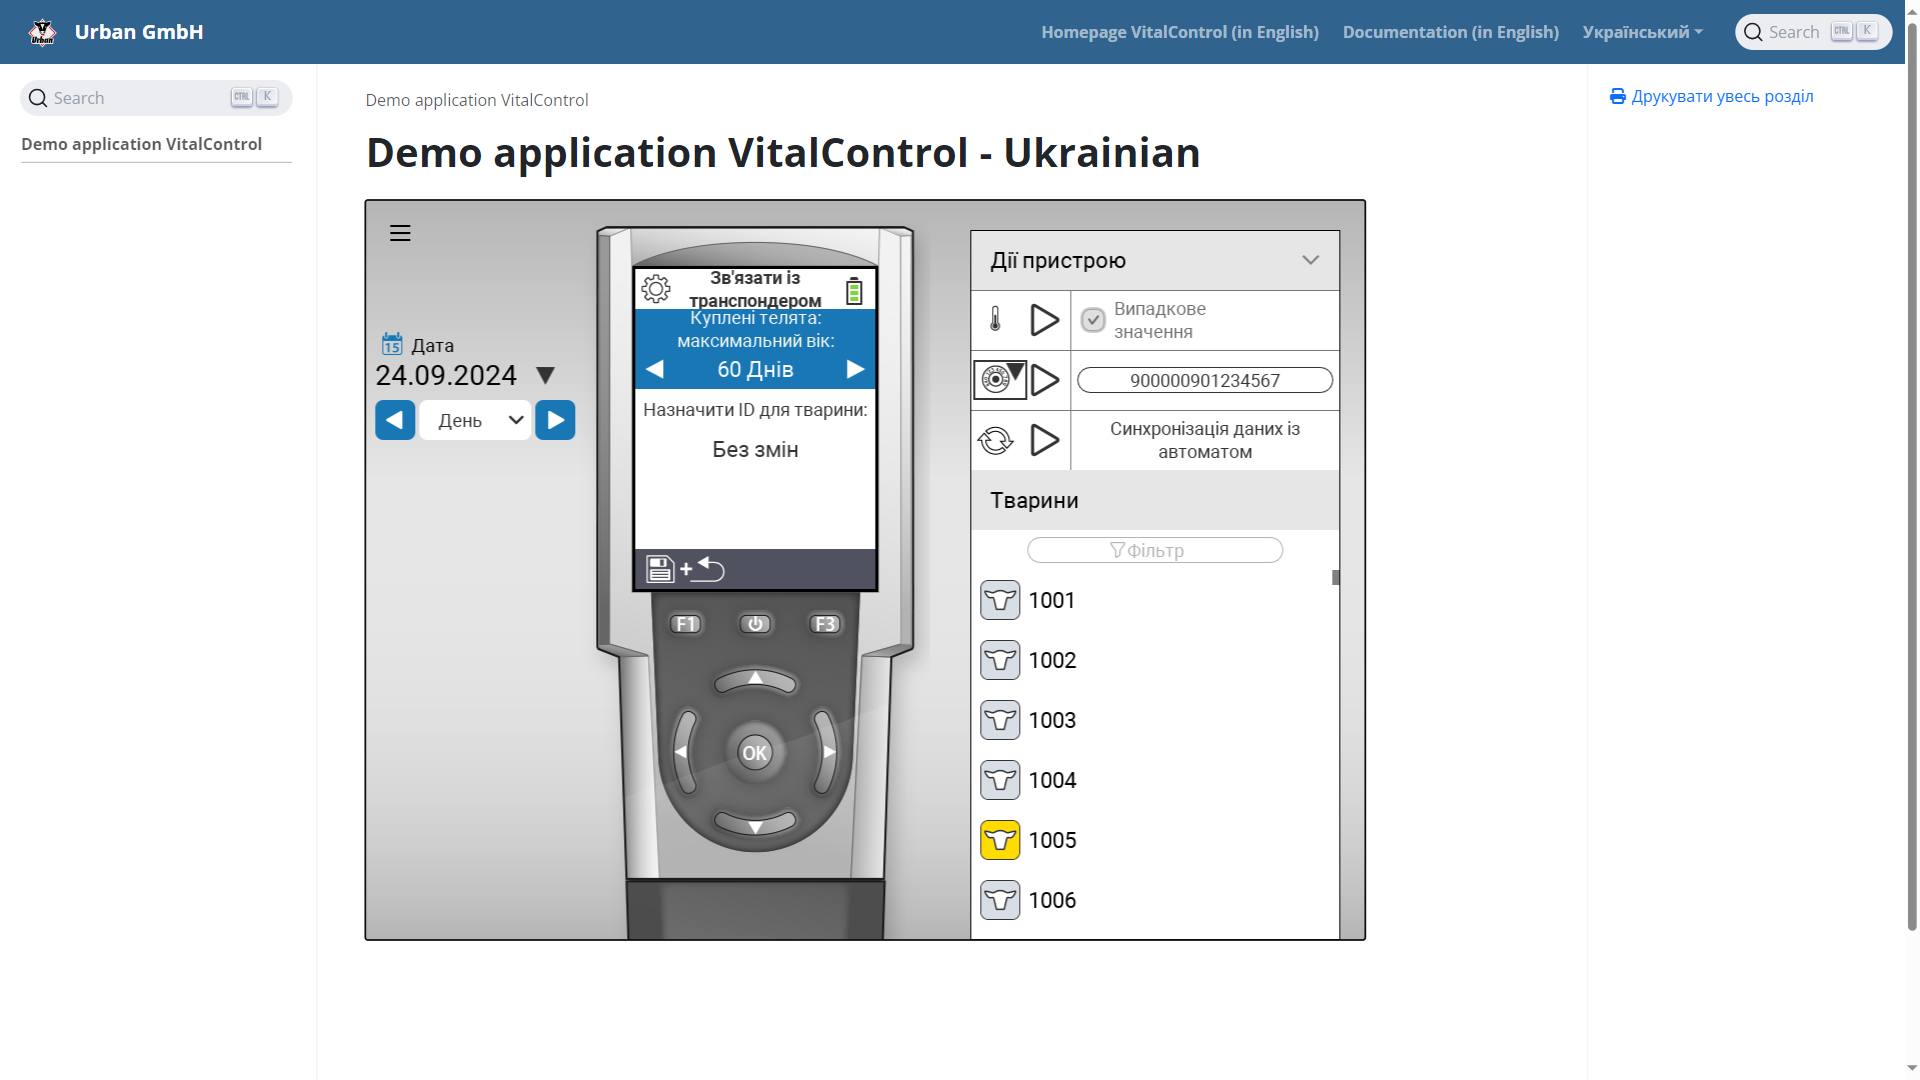 Urban GmbH
Homepage VitalControl (in English)
Documentation (in English)
Український
Search
CTRL
K
Search
CTRL
K
Demo application VitalControl
Demo application VitalControl
Друкувати увесь розділ
Demo application VitalControl - Ukrainian
15
Дата
24.09.2024
День
Зв'язати із
транспондером
Куплені телята:
максимальний вік:
60 Днів
Назначити ID для тварини:
Без змін
+
F1
F3
OK
Дії пристрою
Випадкове
значення
900000901234567
Синхронізація даних із
автоматом
Тварини
Фільтр
1001
1002
1003
1004
1005
1006